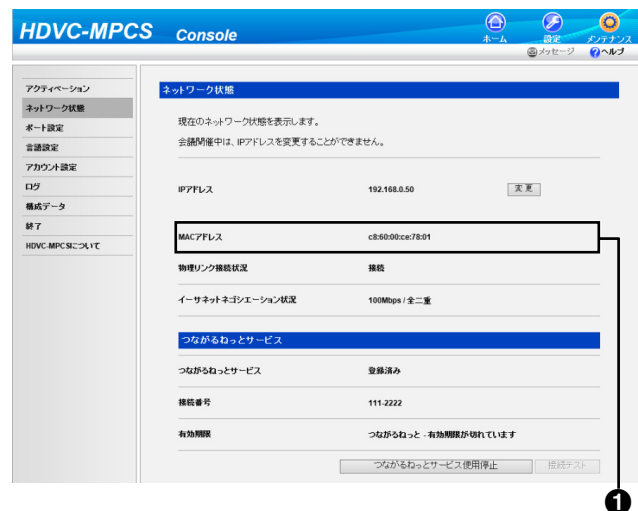 HDVC-MPCS Console
ホーム 設定 メンテナンス
メッセージ ヘルプ
アクティベーション
ネットワーク状態
ポート設定
言語設定
アカウント設定
ログ
構成データ
終了
HDVC-MPCSについて
ネットワーク状態
現在のネットワーク状態を表示します。
会議開催中は、IPアドレスを変更することができません。
IPアドレス 192.168.0.50 変更
MACアドレス c8:60:00:ce:78:01
物理リンク接続状況 接続
イーサネットネゴシエーション状況 100Mbps / 全二重
つながるねっとサービス
つながるねっとサービス 登録済み
接続番号 111-2222
有効期限 つながるねっと - 有効期限が切れています
つながるねっとサービス使用停止 接続テスト
❶